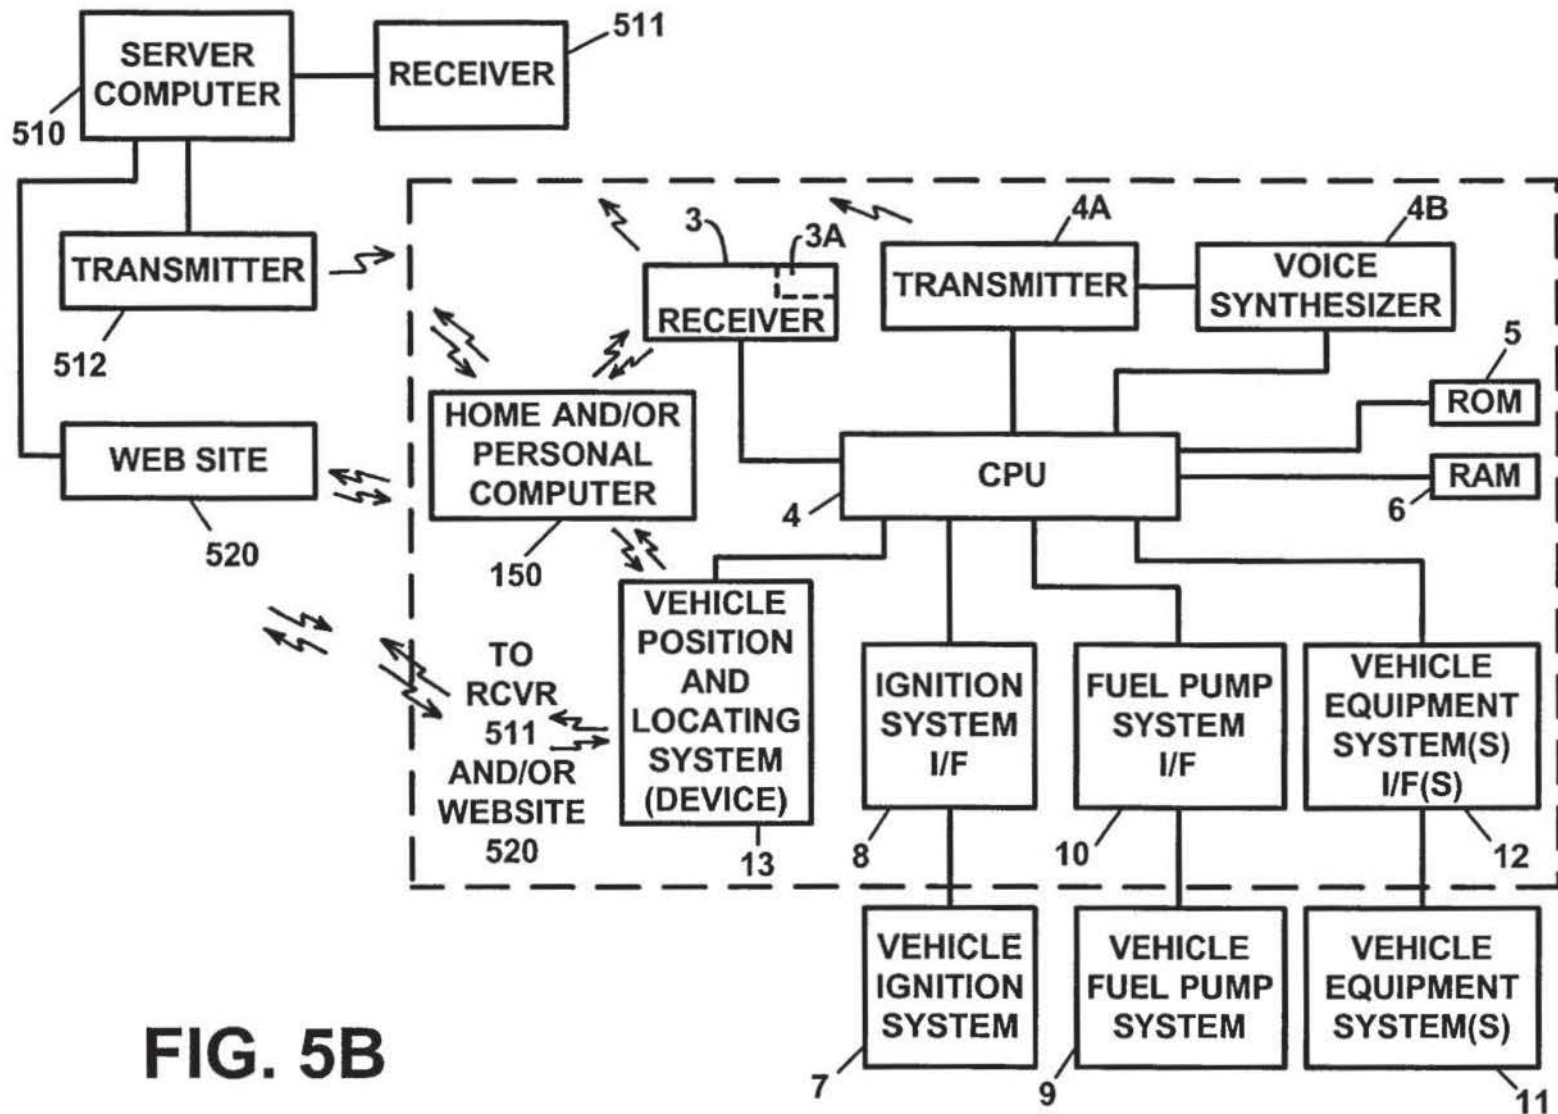 SERVER
COMPUTER
510
RECEIVER
511
TRANSMITTER
512
WEB SITE
520
3
3A
RECEIVER
4A
TRANSMITTER
4B
VOICE
SYNTHESIZER
5
ROM
RAM
6
CPU
4
HOME AND/OR
PERSONAL
COMPUTER
150
TO
RCVR
511
AND/OR
WEBSITE
520
VEHICLE
POSITION
AND
LOCATING
SYSTEM
(DEVICE)
13
IGNITION
SYSTEM
I/F
8
FUEL PUMP
SYSTEM
I/F
10
VEHICLE
EQUIPMENT
SYSTEM(S)
I/F(S)
12
VEHICLE
IGNITION
SYSTEM
7
VEHICLE
FUEL PUMP
SYSTEM
9
VEHICLE
EQUIPMENT
SYSTEM(S)
11
FIG. 5B